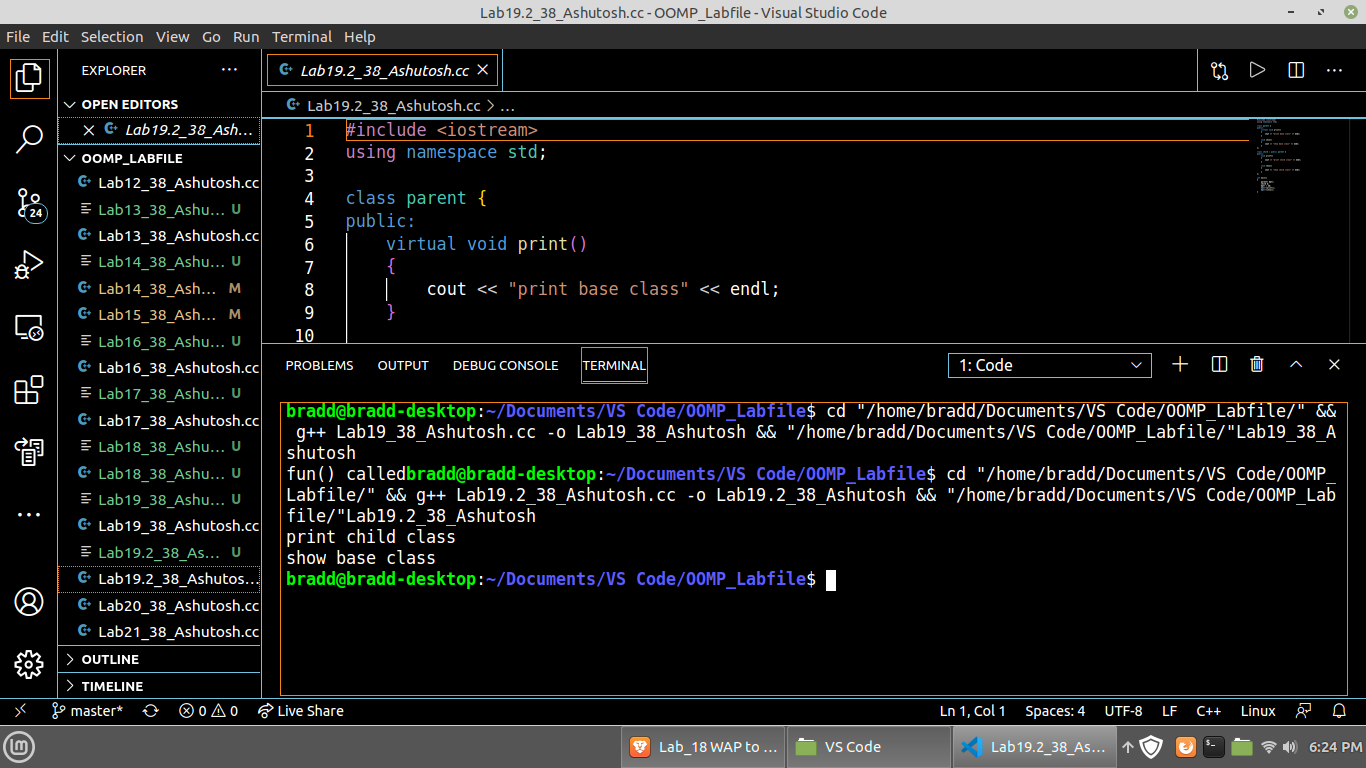 Lab19.2_38_Ashutosh.cc - OOMP_Labfile - Visual Studio Code
File Edit Selection View Go Run Terminal Help
EXPLORER
OPEN EDITORS
Lab19.2_38_Ash...
OOMP_LABFILE
Lab12_38_Ashutosh.cc
Lab13_38_Ashu... U
Lab13_38_Ashutosh.cc
Lab14_38_Ashu... U
Lab14_38_Ash... M
Lab15_38_Ash... M
Lab16_38_Ashu... U
Lab16_38_Ashutosh.cc
Lab17_38_Ashu... U
Lab17_38_Ashutosh.cc
Lab18_38_Ashu... U
Lab18_38_Ashu... U
Lab19_38_Ashu... U
Lab19_38_Ashutosh.cc
Lab19.2_38_As... U
Lab19.2_38_Ashutos...
Lab20_38_Ashutosh.cc
Lab21_38_Ashutosh.cc
OUTLINE
TIMELINE
24
Lab19.2_38_Ashutosh.cc
Lab19.2_38_Ashutosh.cc > ...
1 #include <iostream>
2 using namespace std;
3
4 class parent {
5 public:
6 virtual void print()
7 {
8 cout << "print base class" << endl;
9 }
10
PROBLEMS OUTPUT DEBUG CONSOLE TERMINAL 1: Code
bradd@bradd-desktop:~/Documents/VS Code/OOMP_Labfile$ cd "/home/bradd/Documents/VS Code/OOMP_Labfile/" &&
g++ Lab19_38_Ashutosh.cc -o Lab19_38_Ashutosh && "/home/bradd/Documents/VS Code/OOMP_Labfile/"Lab19_38_A
shutosh
fun() calledbradd@bradd-desktop:~/Documents/VS Code/OOMP_Labfile$ cd "/home/bradd/Documents/VS Code/OOMP_
Labfile/" && g++ Lab19.2_38_Ashutosh.cc -o Lab19.2_38_Ashutosh && "/home/bradd/Documents/VS Code/OOMP_Lab
file/"Lab19.2_38_Ashutosh
print child class
show base class
bradd@bradd-desktop:~/Documents/VS Code/OOMP_Labfile$
master* 0 0 Live Share Ln 1, Col 1 Spaces: 4 UTF-8 LF C++ Linux
Lab_18 WAP to ... VS Code Lab19.2_38_As... 6:24 PM